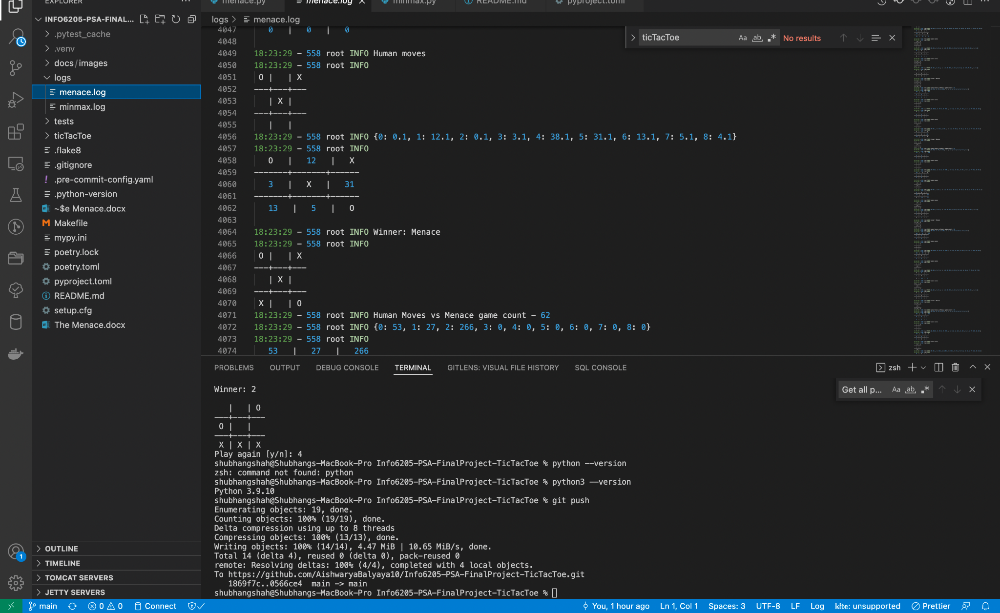 EXPLORER ...
INFO6205-PSA-FINAL...
.pytest_cache
.venv
docs/images
logs
menace.log
minmax.log
tests
ticTacToe
.flake8
.gitignore
! .pre-commit-config.yaml
.python-version
~$e Menace.docx
M Makefile
mypy.ini
poetry.lock
poetry.toml
pyproject.toml
README.md
setup.cfg
The Menace.docx
OUTLINE
TIMELINE
TOMCAT SERVERS
JETTY SERVERS
menace.py menace.log minmax.py README.md pyproject.toml
logs > menace.log
ticTacToe Aa ab .* No results
4047 0 | 0 | 0
4048
4049 18:23:29 - 558 root INFO Human moves
4050 18:23:29 - 558 root INFO
4051 O | | X
4052 ---+---+---
4053 | X |
4054 ---+---+---
4055 | |
4056 18:23:29 - 558 root INFO {0: 0.1, 1: 12.1, 2: 0.1, 3: 3.1, 4: 38.1, 5: 31.1, 6: 13.1, 7: 5.1, 8: 4.1}
4057 18:23:29 - 558 root INFO
4058 O | 12 | X
4059 -------+-------+------
4060 3 | X | 31
4061 -------+-------+------
4062 13 | 5 | O
4063
4064 18:23:29 - 558 root INFO Winner: Menace
4065 18:23:29 - 558 root INFO
4066 O | | X
4067 ---+---+---
4068 | X |
4069 ---+---+---
4070 X | | O
4071 18:23:29 - 558 root INFO Human Moves vs Menace game count - 62
4072 18:23:29 - 558 root INFO {0: 53, 1: 27, 2: 266, 3: 0, 4: 0, 5: 0, 6: 0, 7: 0, 8: 0}
4073 18:23:29 - 558 root INFO
4074 53 | 27 | 266
PROBLEMS OUTPUT DEBUG CONSOLE TERMINAL GITLENS: VISUAL FILE HISTORY SQL CONSOLE zsh
Get all p... Aa ab .*
Winner: 2
| | O
---+---+---
O | |
---+---+---
X | X | X
Play again [y/n]: 4
shubhangshah@Shubhangs-MacBook-Pro Info6205-PSA-FinalProject-TicTacToe % python --version
zsh: command not found: python
shubhangshah@Shubhangs-MacBook-Pro Info6205-PSA-FinalProject-TicTacToe % python3 --version
Python 3.9.10
shubhangshah@Shubhangs-MacBook-Pro Info6205-PSA-FinalProject-TicTacToe % git push
Enumerating objects: 19, done.
Counting objects: 100% (19/19), done.
Delta compression using up to 8 threads
Compressing objects: 100% (13/13), done.
Writing objects: 100% (14/14), 4.47 MiB | 10.65 MiB/s, done.
Total 14 (delta 4), reused 0 (delta 0), pack-reused 0
remote: Resolving deltas: 100% (4/4), completed with 4 local objects.
To https://github.com/AishwaryaBalyaya10/Info6205-PSA-FinalProject-TicTacToe.git
1869f7c..0566ce4 main -> main
shubhangshah@Shubhangs-MacBook-Pro Info6205-PSA-FinalProject-TicTacToe %
1
main 0 0 Connect You, 1 hour ago Ln 1, Col 1 Spaces: 3 UTF-8 LF Log kite: unsupported Prettier